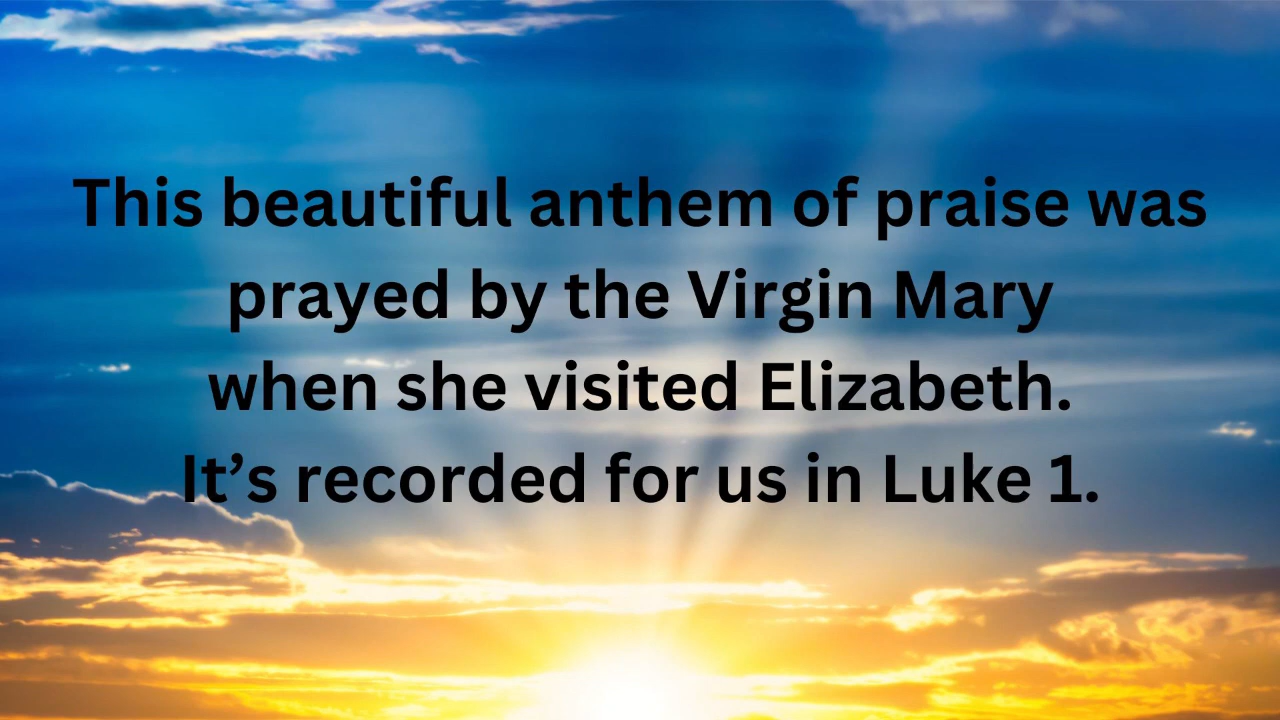 This beautiful anthem of praise was
prayed by the Virgin Mary
when she visited Elizabeth.
It’s recorded for us in Luke 1.